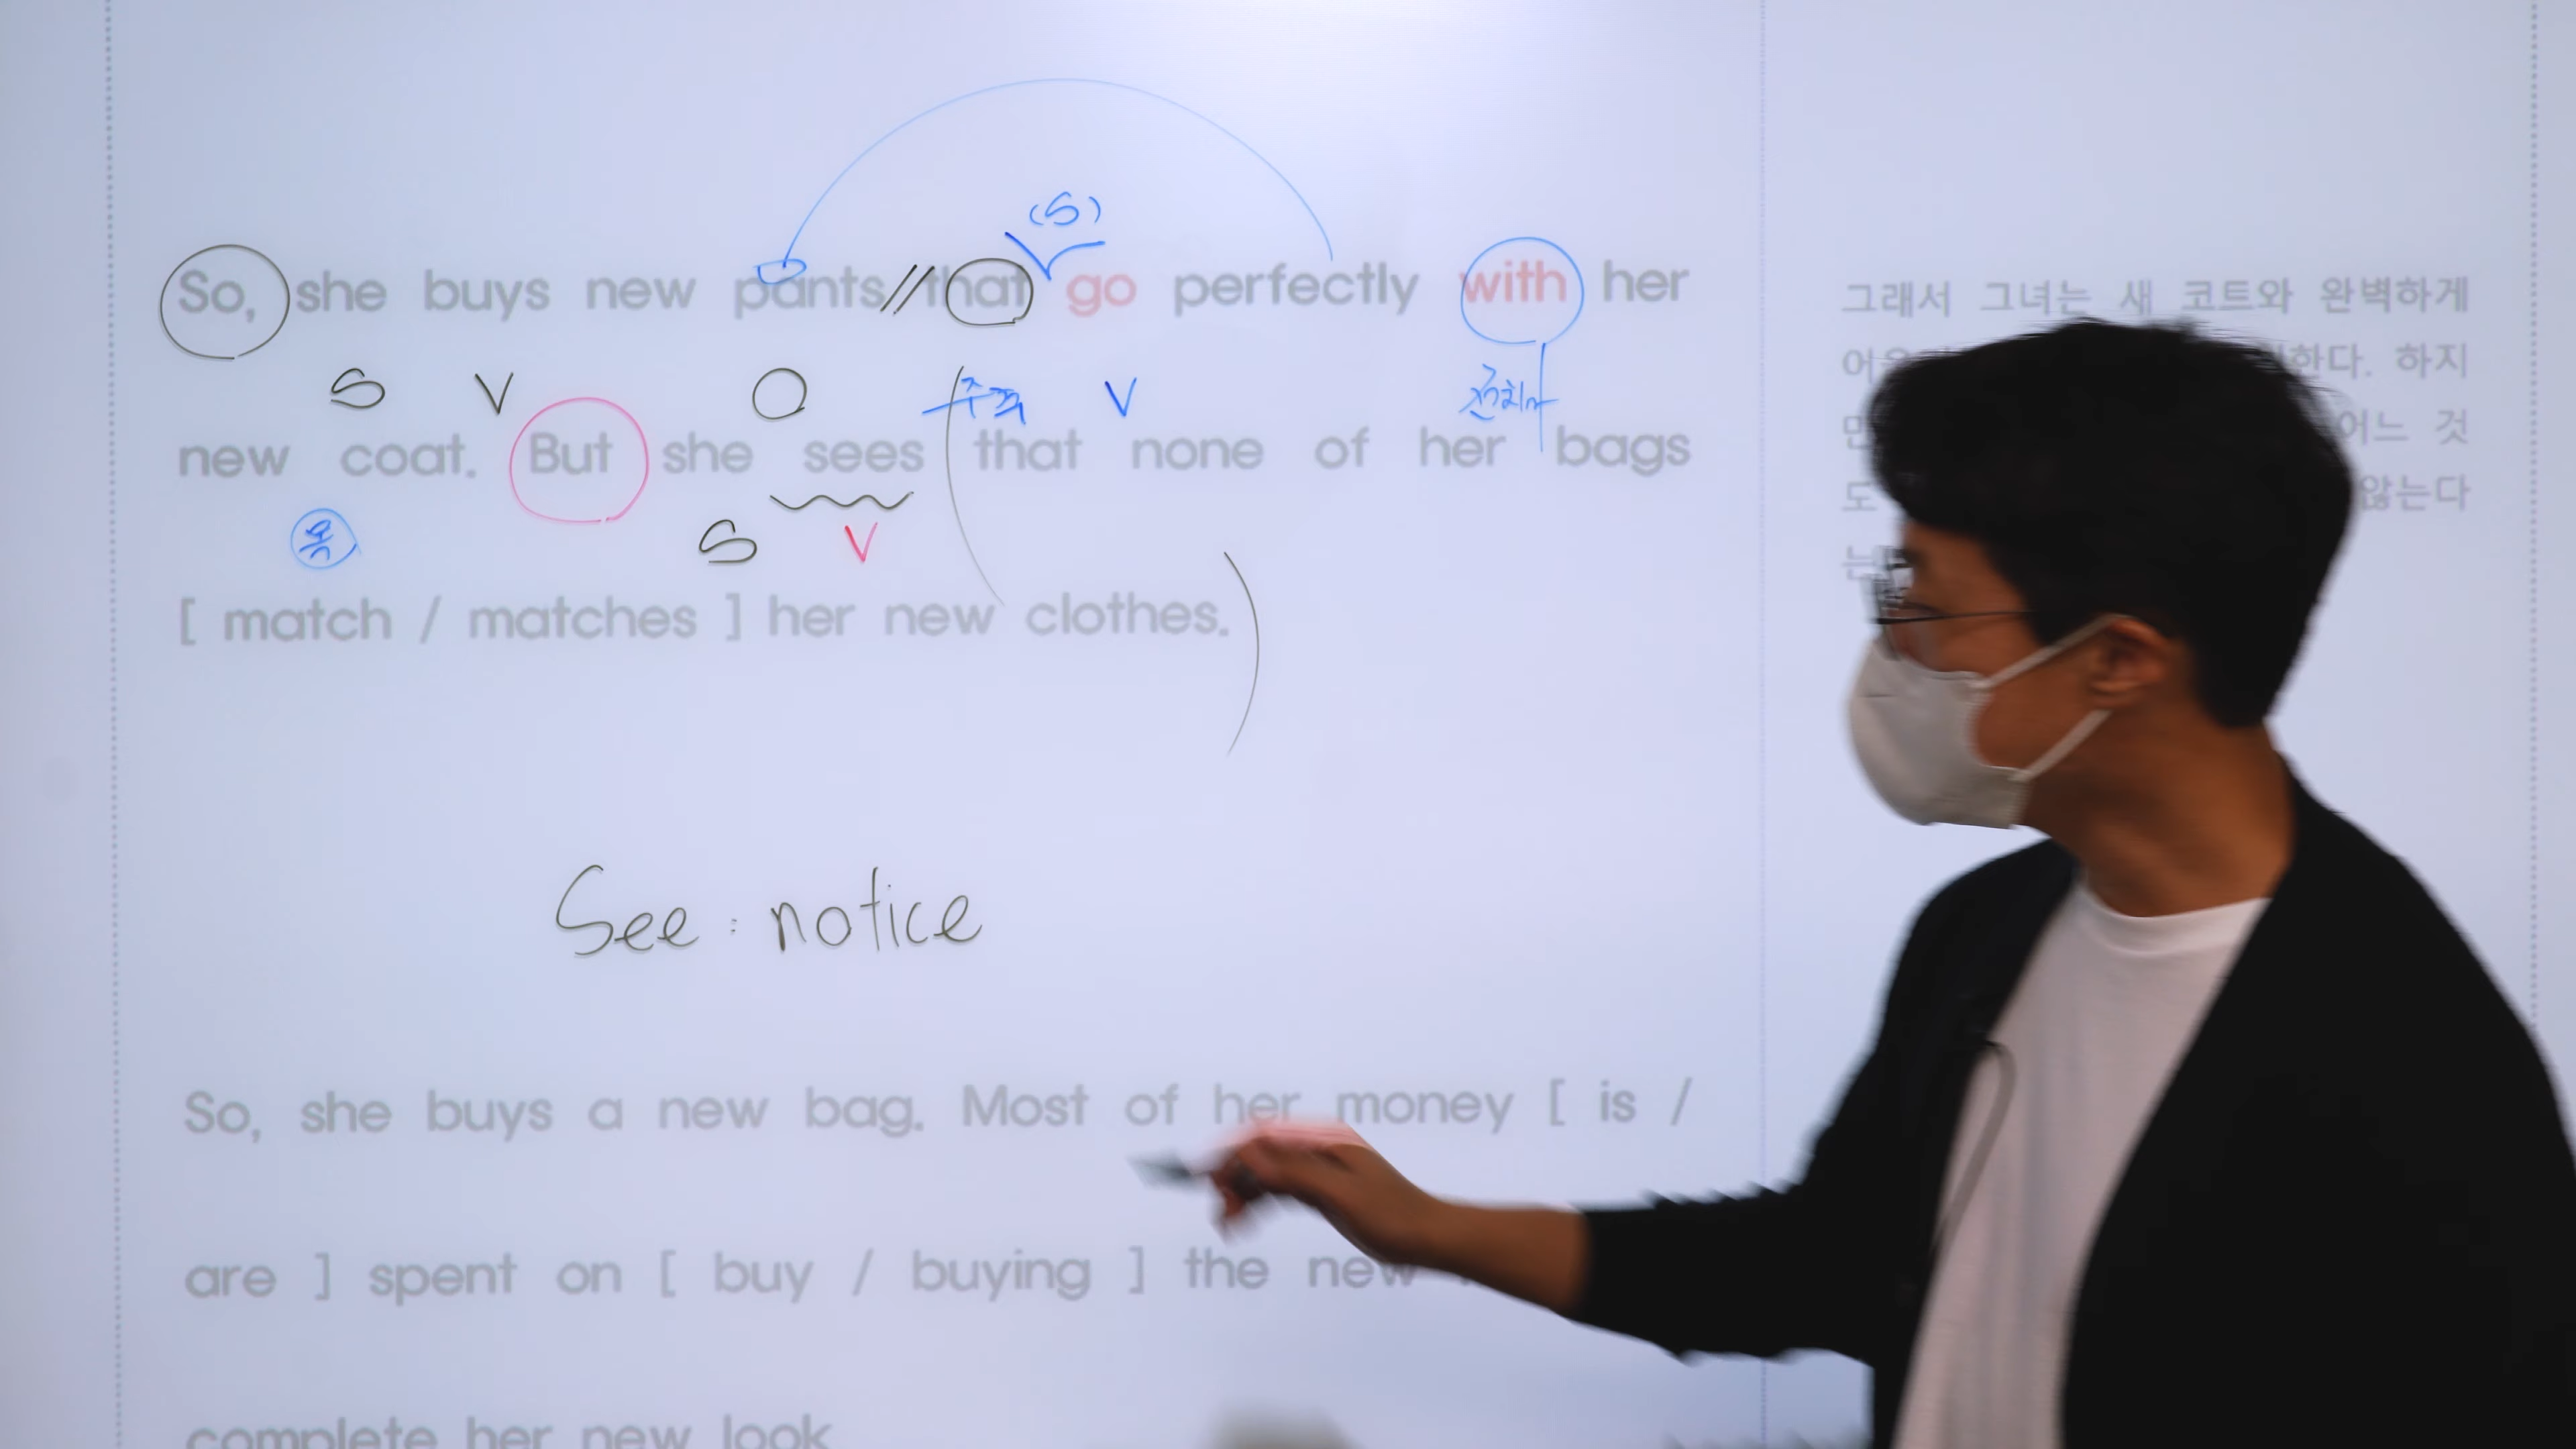 (S)
So, she buys new pants // that go perfectly with her
S V O 주격 V 전치사
new coat. But she sees that none of her bags
목 S V
[ match / matches ] her new clothes.
See : notice
So, she buys a new bag. Most of her money [ is /
are ] spent on [ buy / buying ] the new
complete her new look
그래서 그녀는 새 코트와 완벽하게
한다. 하지
어느 것
도 않는다
는